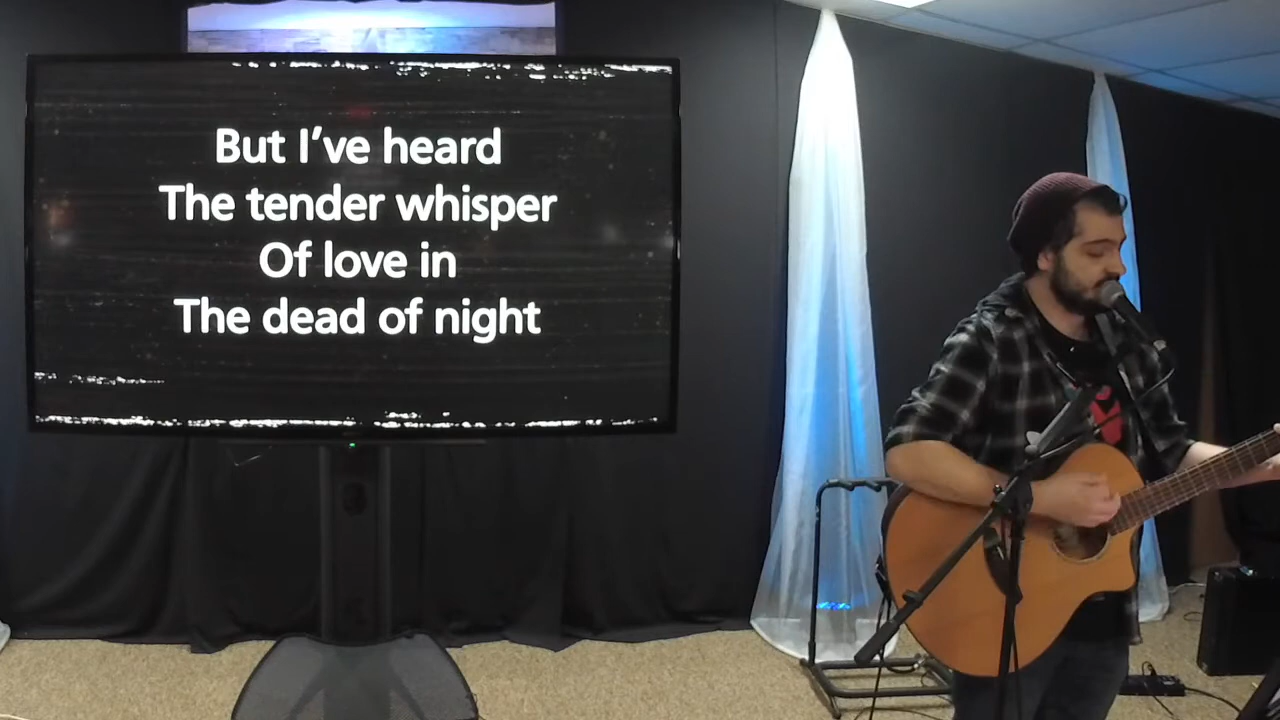 But I've heard
The tender whisper
Of love in
The dead of night